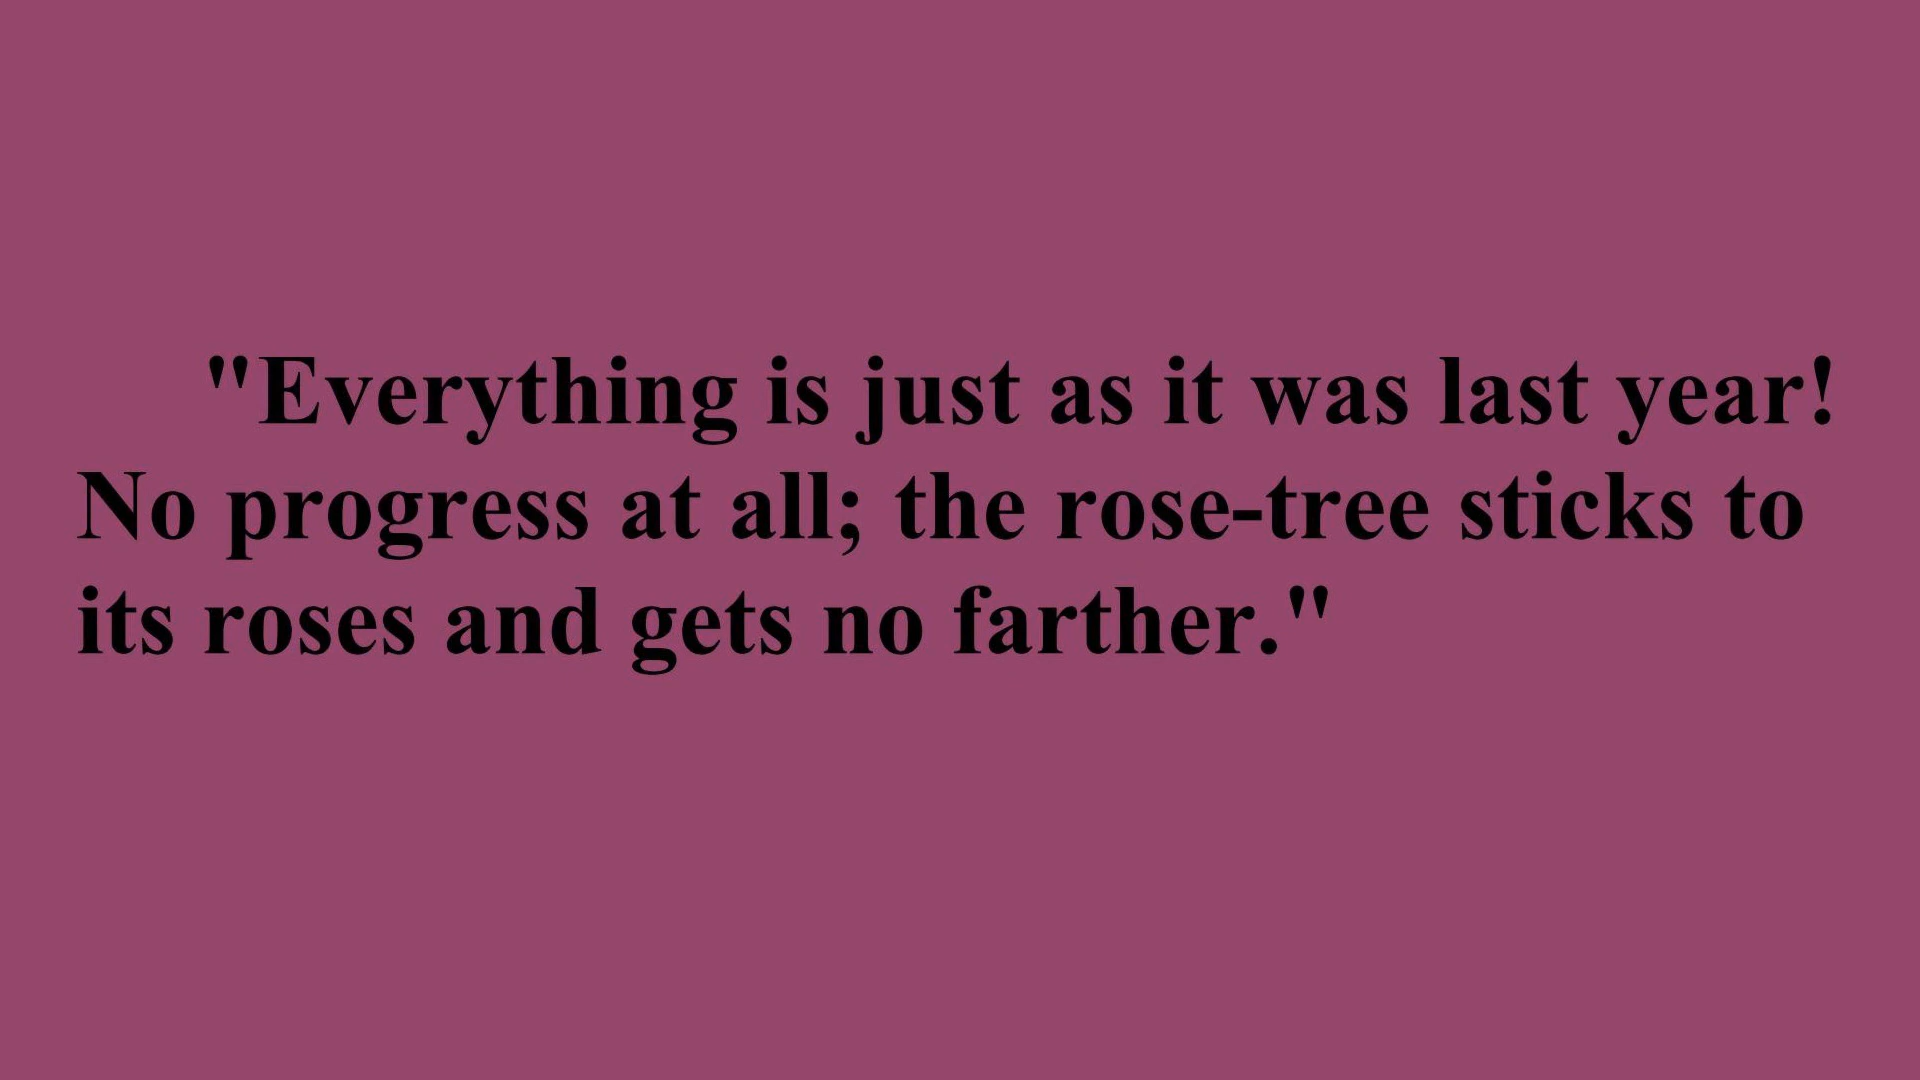 "Everything is just as it was last year!
No progress at all; the rose-tree sticks to
its roses and gets no farther."